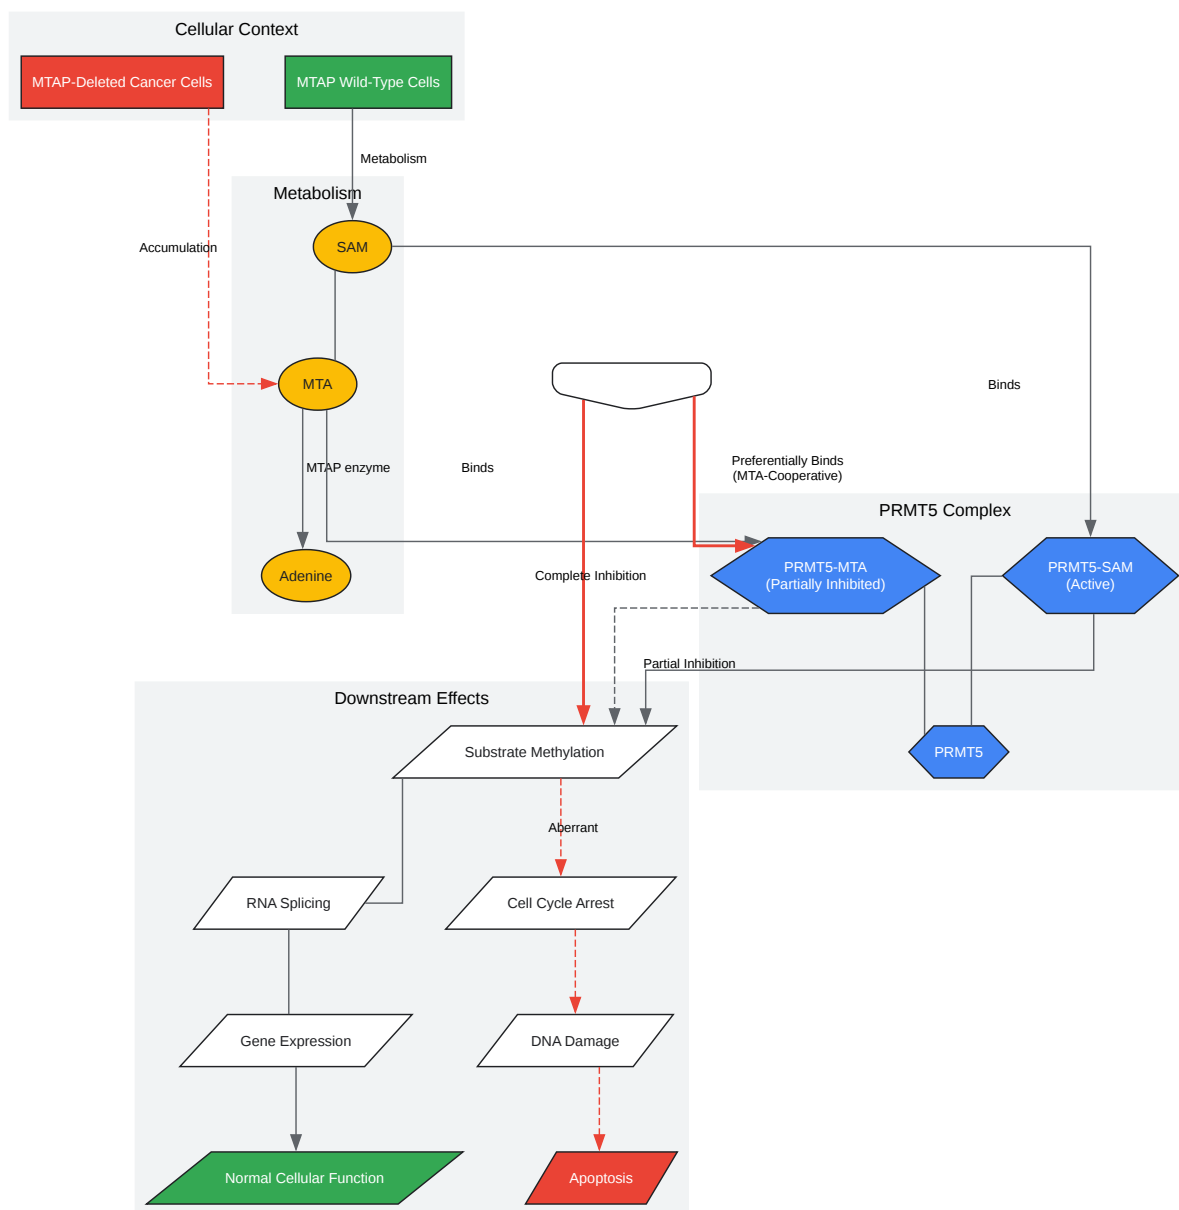 Cellular Context
MTAP-Deleted Cancer Cells
MTAP Wild-Type Cells
Metabolism
Metabolism
SAM
Accumulation
MTA
Binds
MTAP enzyme
Binds
Preferentially Binds
(MTA-Cooperative)
PRMT5 Complex
PRMT5-MTA
(Partially Inhibited)
PRMT5-SAM
(Active)
Adenine
Complete Inhibition
Partial Inhibition
Downstream Effects
Substrate Methylation
PRMT5
Aberrant
RNA Splicing
Cell Cycle Arrest
Gene Expression
DNA Damage
Normal Cellular Function
Apoptosis